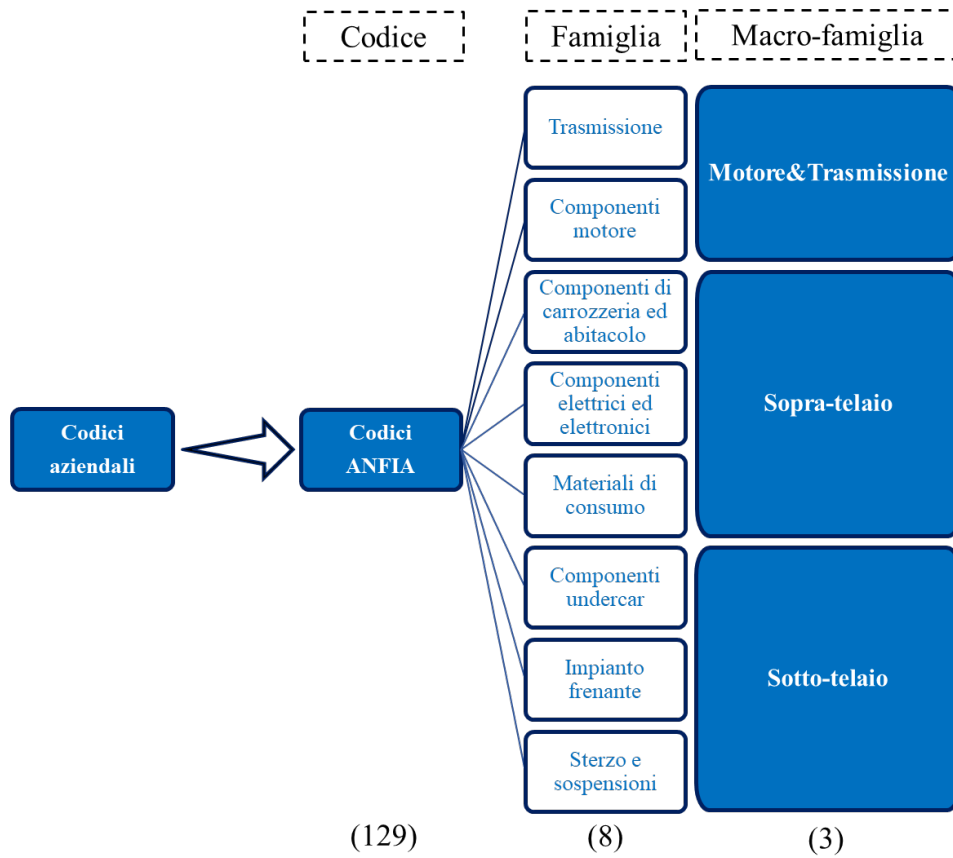 Codice
Famiglia
Macro-famiglia
Trasmissione
Motore&Trasmissione
Componenti
motore
Componenti di
carrozzeria ed
abitacolo
Componenti
elettrici ed
elettronici
Sopra-telaio
Codici
aziendali
Codici
ANFIA
Materiali di
consumo
Componenti
undercar
Impianto
frenante
Sotto-telaio
Sterzo e
sospensioni
(129)
(8)
(3)